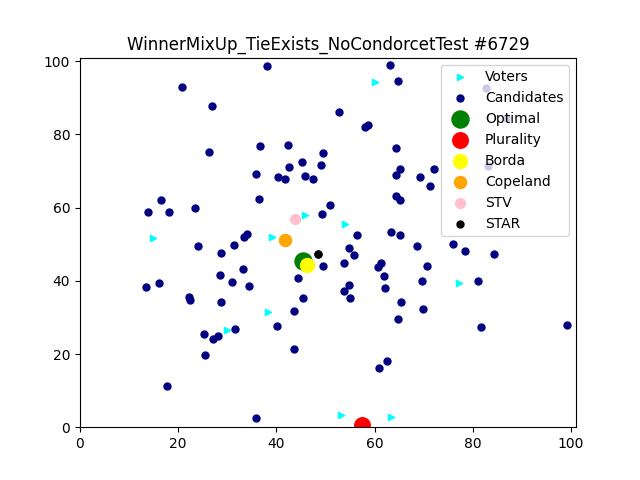 WinnerMixUp_TieExists_NoCondorcetTest #6729
100
80
60
40
20
0
0 20 40 60 80 100
Voters
Candidates
Optimal
Plurality
Borda
Copeland
STV
STAR